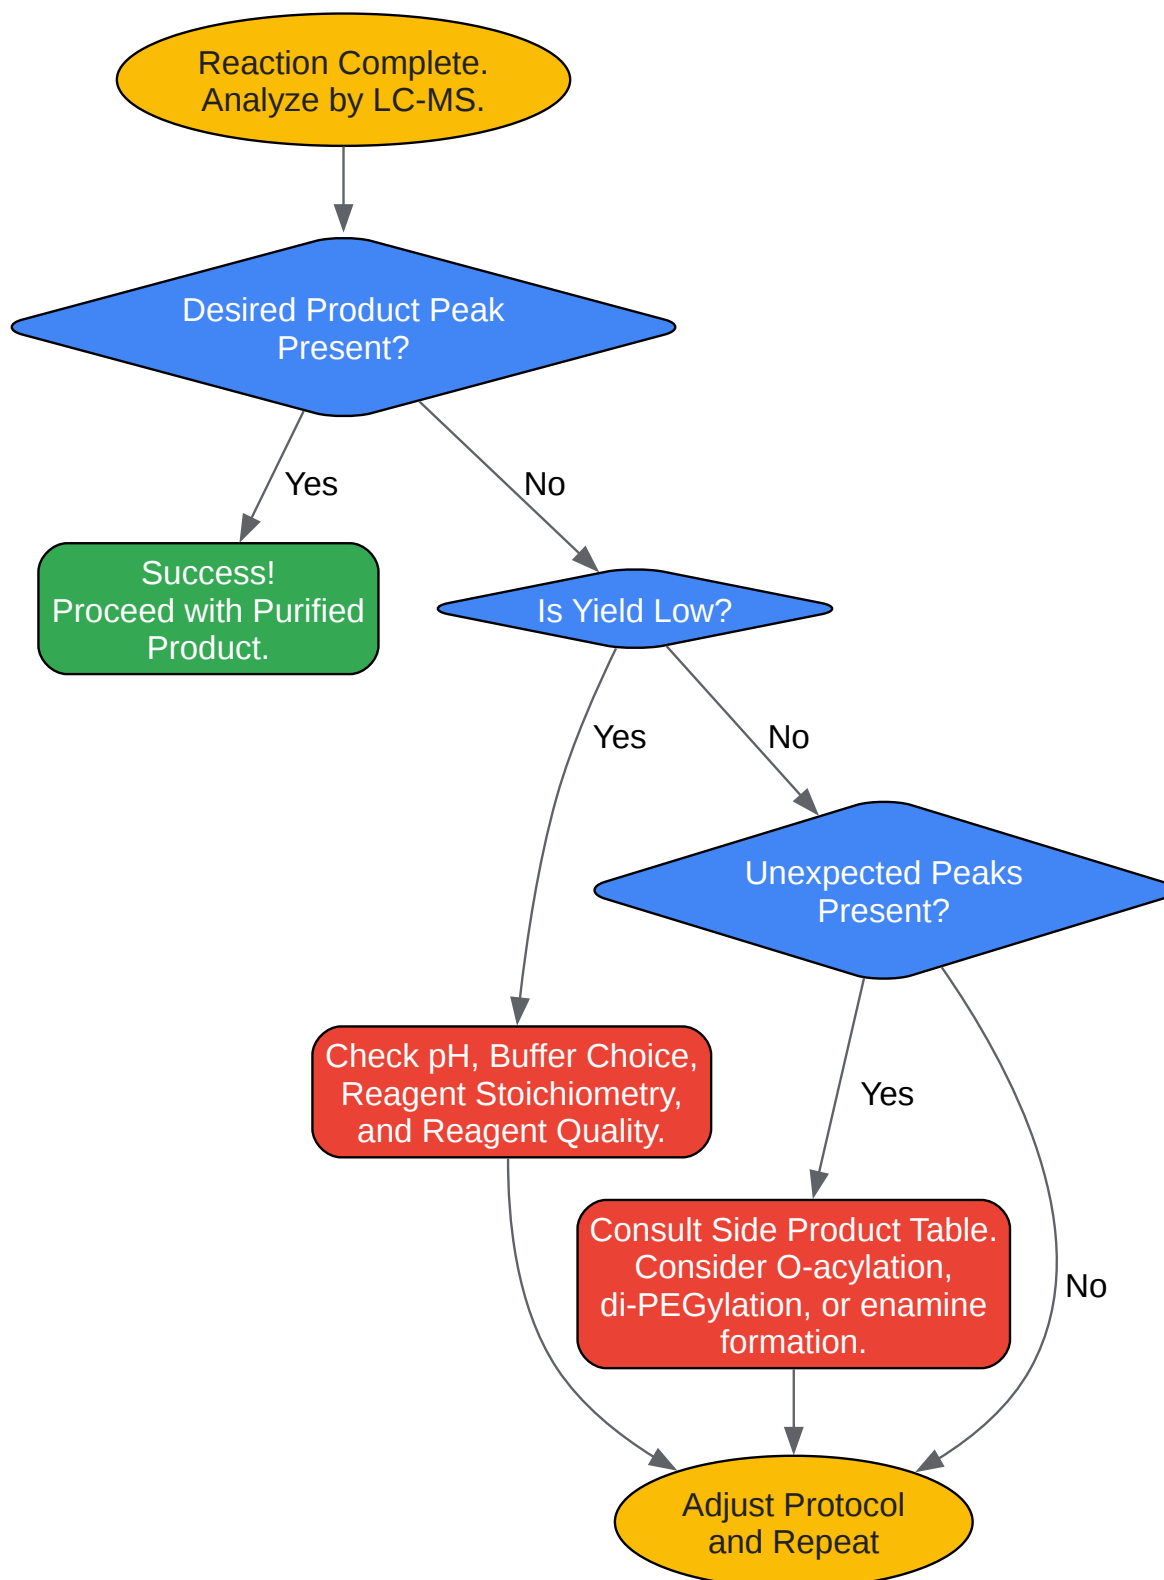 Reaction Complete.
Analyze by LC-MS.
Desired Product Peak
Present?
Yes
No
Success!
Proceed with Purified
Product.
Is Yield Low?
Yes
No
Unexpected Peaks
Present?
Check pH, Buffer Choice,
Reagent Stoichiometry,
and Reagent Quality.
Yes
Consult Side Product Table.
Consider O-acylation,
di-PEGylation, or enamine
formation.
No
Adjust Protocol
and Repeat